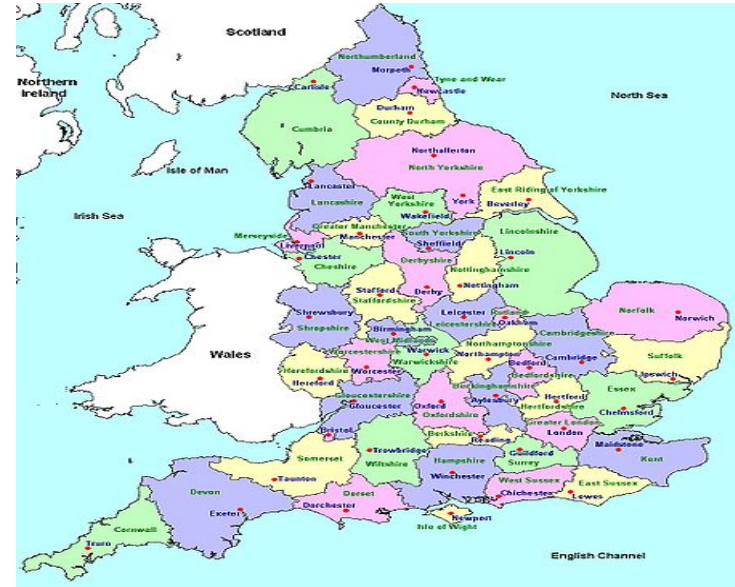 Scotland
Northumberland
Morpeth
Tyne and Wear
Northern
Ireland
Carlisle
Newcastle
North Sea
Durham
County Durham
Cumbria
Northallerton
North Yorkshire
Isle of Man
Lancaster
Lancashire
West
Yorkshire
York
East Riding of Yorkshire
Beverley
Irish Sea
Wakefield
Greater Manchester
Manchester
South Yorkshire
Sheffield
Lincolnshire
Merseyside
Liverpool
Chester
Cheshire
Derbyshire
Lincoln
Nottinghamshire
Nottingham
Stafford
Staffordshire
Derby
Shrewsbury
Shropshire
Leicester
Leicestershire
Rutland
Oakham
Norfolk
Norwich
Birmingham
West Midlands
Cambridgeshire
Wales
Worcestershire
Worcester
Warwick
Warwickshire
Northamptonshire
Northampton
Bedford
Bedfordshire
Cambridge
Suffolk
Ipswich
Herefordshire
Hereford
Gloucestershire
Gloucester
Oxford
Oxfordshire
Buckinghamshire
Aylesbury
Hertford
Hertfordshire
Essex
Chelmsford
Greater London
London
Bristol
Berkshire
Reading
Trowbridge
Wiltshire
Somerset
Taunton
Hampshire
Winchester
Guildford
Surrey
Maidstone
Kent
West Sussex
Chichester
East Sussex
Lewes
Devon
Exeter
Dorset
Dorchester
Newport
Isle of Wight
Cornwall
Truro
English Channel